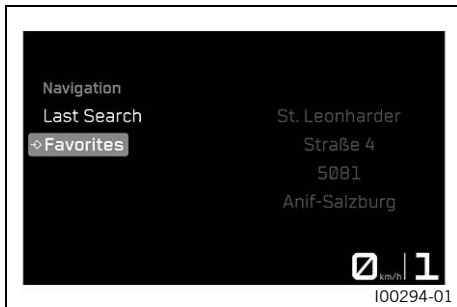 Navigation
Last Search
Favorites
St. Leonharder
Straße 4
5081
Anif-Salzburg
0 km/h 1
I00294-01